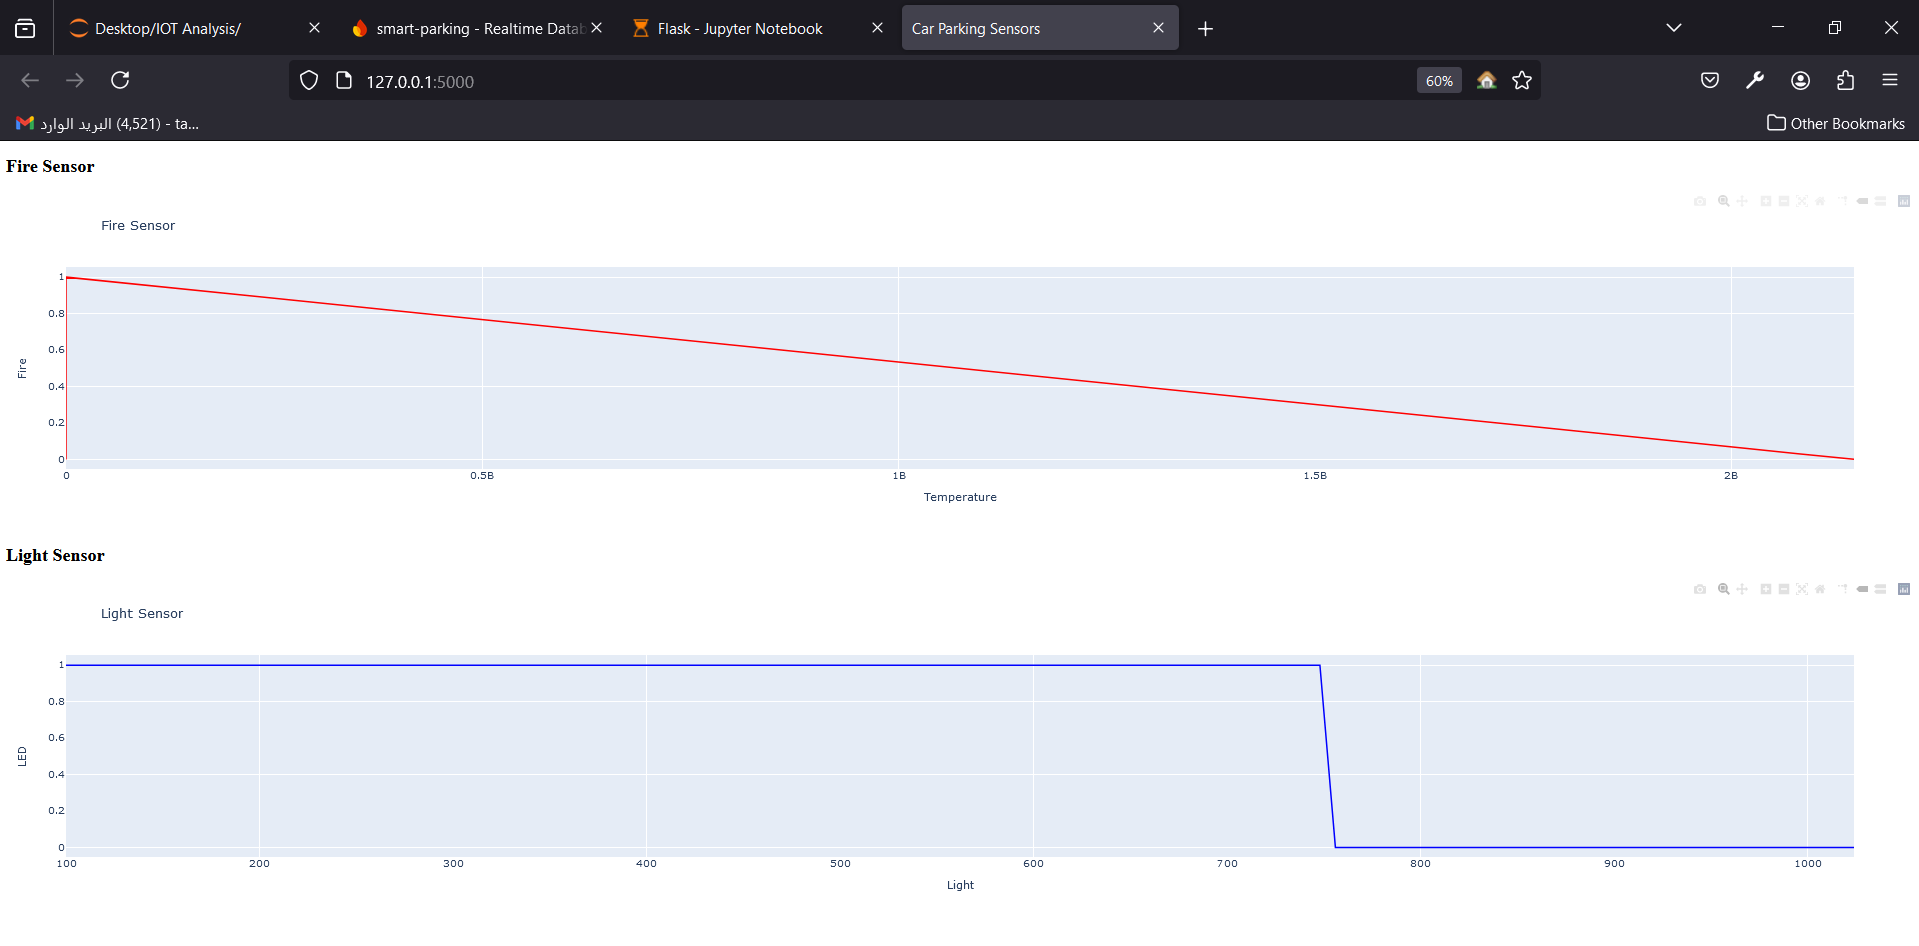 Desktop/IOT Analysis/
smart-parking - Realtime Datab
Flask - Jupyter Notebook
Car Parking Sensors
127.0.0.1:5000
60%
البريد الوارد (4,521) - ta...
Other Bookmarks
Fire Sensor
Fire Sensor
1
0.8
0.6
0.4
0.2
0
Fire
0 0.5B 1B 1.5B 2B
Temperature
Light Sensor
Light Sensor
1
0.8
0.6
0.4
0.2
0
LED
100 200 300 400 500 600 700 800 900 1000
Light